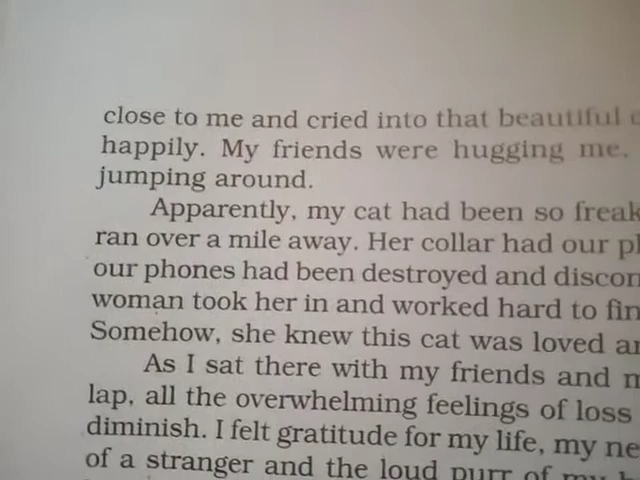 close to me and cried into that beautiful
happily. My friends were hugging me,
jumping around.
Apparently, my cat had been so
ran over a mile away. Her collar had our
our phones had been destroyed and
woman took her in and worked hard to
Somehow, she knew this cat was loved
As I sat there with my friends and
lap, all the overwhelming feelings of loss
diminish. I felt gratitude for my life, my
of a stranger and the loud purr of my